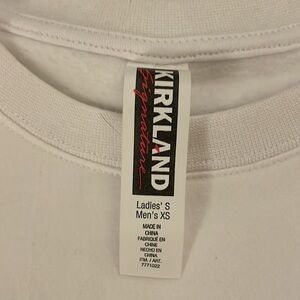 KIRKLAND
Signature
Ladies' S
Men's XS
MADE IN
CHINA
FABRIQUÉ EN
CHINE
HECHO EN
CHINA
ITM. / ART.
7771022